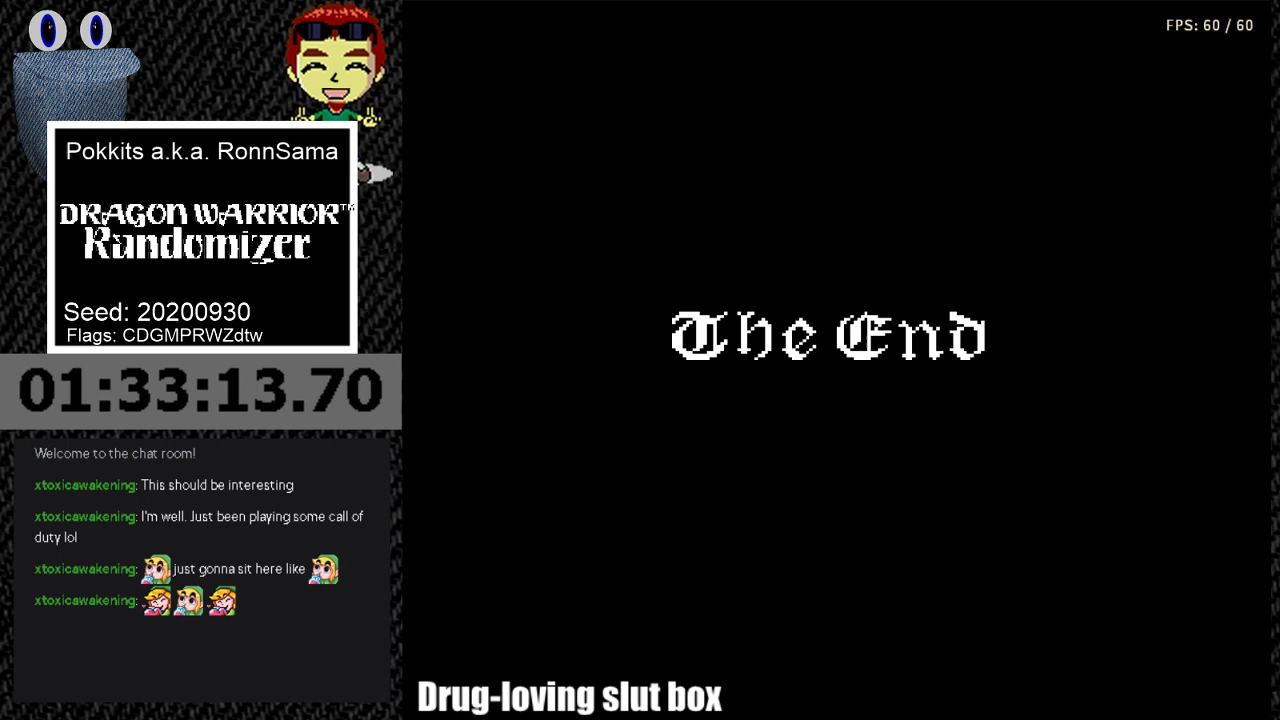 FPS: 60 / 60
Pokkits a.k.a. RonnSama
DRAGON WARRIOR™
Randomizer
Seed: 20200930
Flags: CDGMPRWZdtw
01:33:13.70
The End
Welcome to the chat room!
xtoxicawakening: This should be interesting
xtoxicawakening: I'm well. Just been playing some call of
duty lol
xtoxicawakening: just gonna sit here like
xtoxicawakening:
Drug-loving slut box